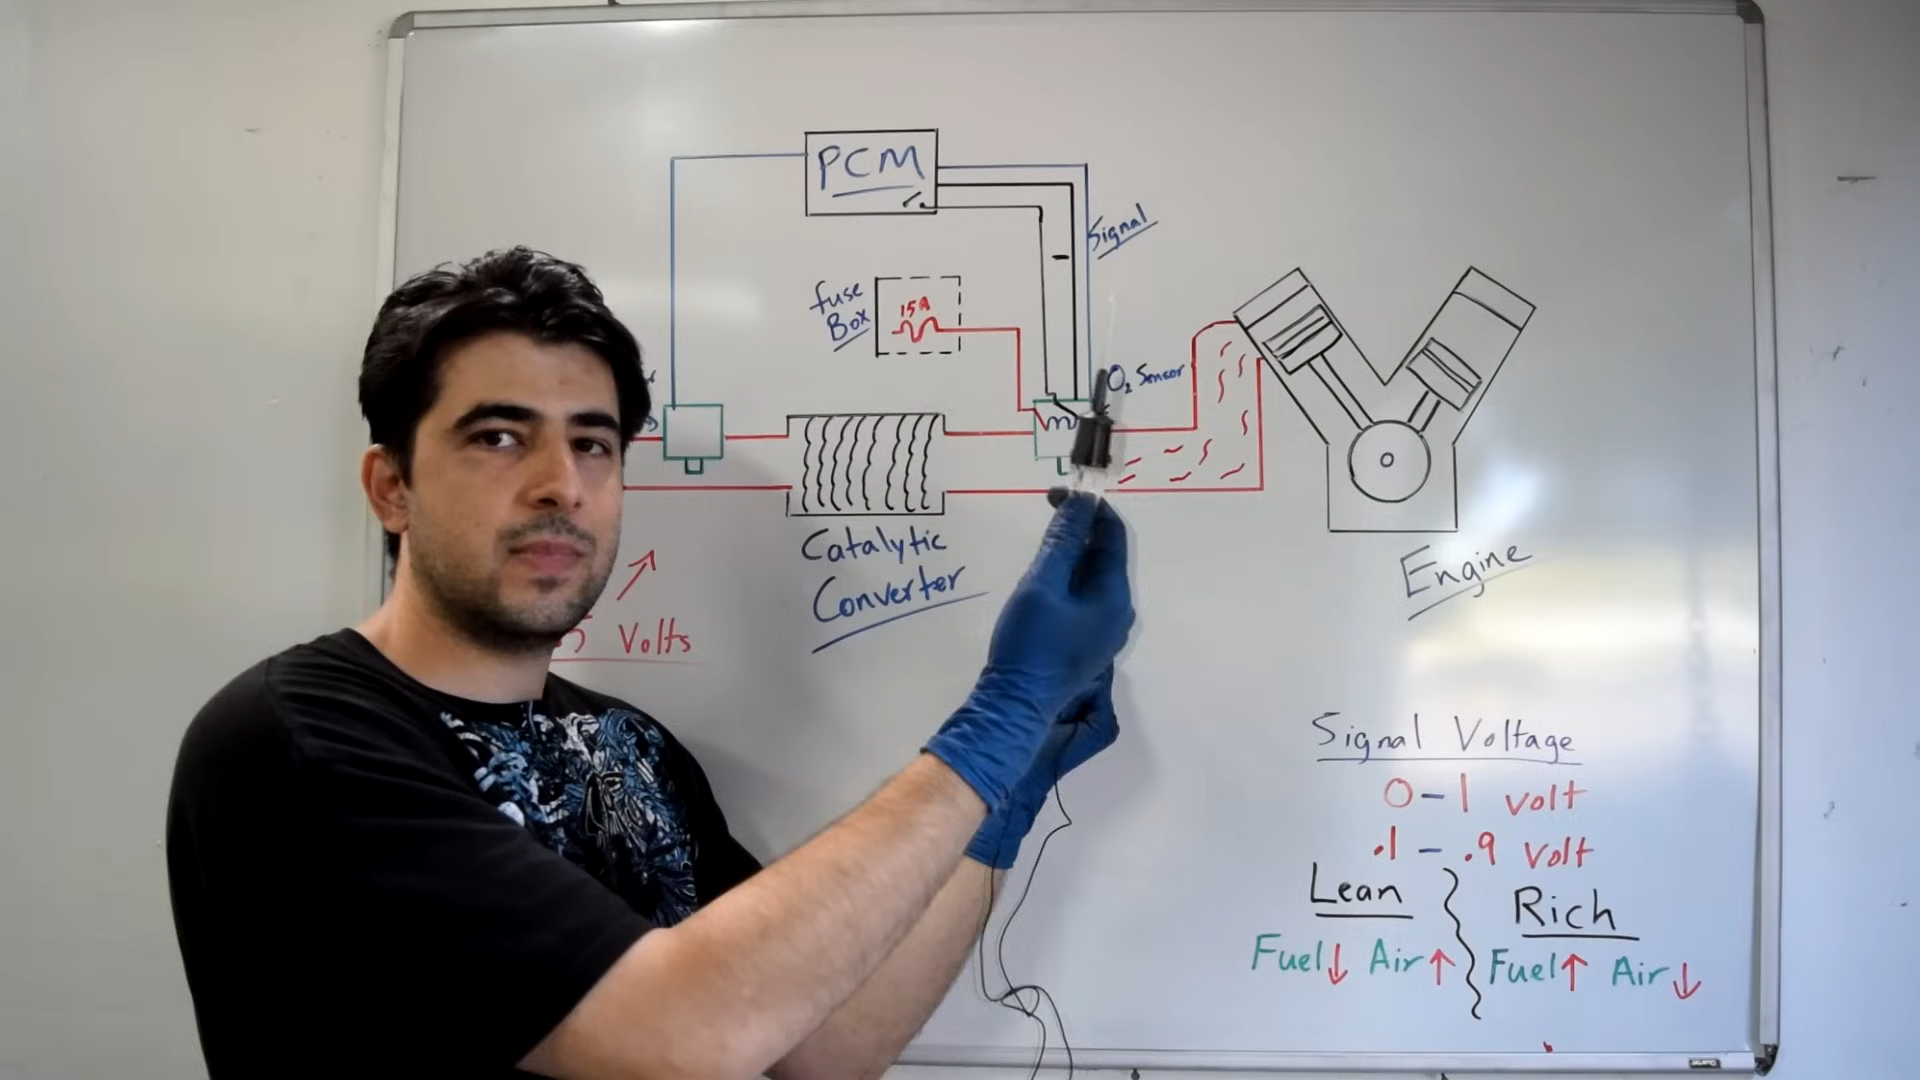 PCM
Signal
fuse
Box
15A
O₂ Sensor
Catalytic
Converter
Engine
5 Volts
Signal Voltage
0 - 1 volt
.1 - .9 volt
Lean
Rich
Fuel↓ Air↑
Fuel↑ Air↓